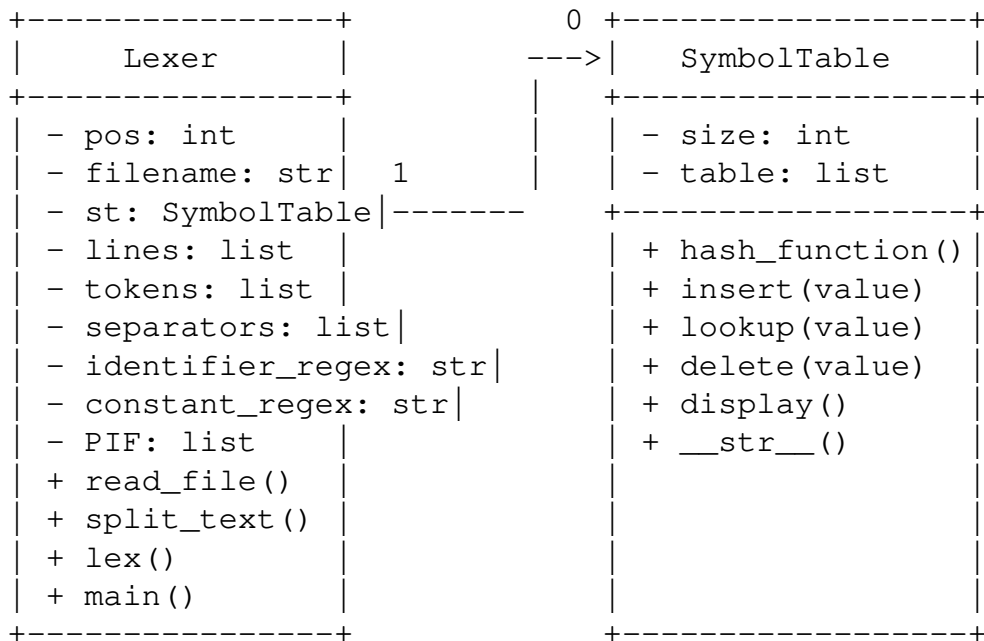 0
Lexer
SymbolTable
- pos: int
- filename: str
1
- st: SymbolTable
- lines: list
- tokens: list
- separators: list
- identifier_regex: str
- constant_regex: str
- PIF: list
+ read_file()
+ split_text()
+ lex()
+ main()
- size: int
- table: list
+ hash_function()
+ insert(value)
+ lookup(value)
+ delete(value)
+ display()
+ __str__()